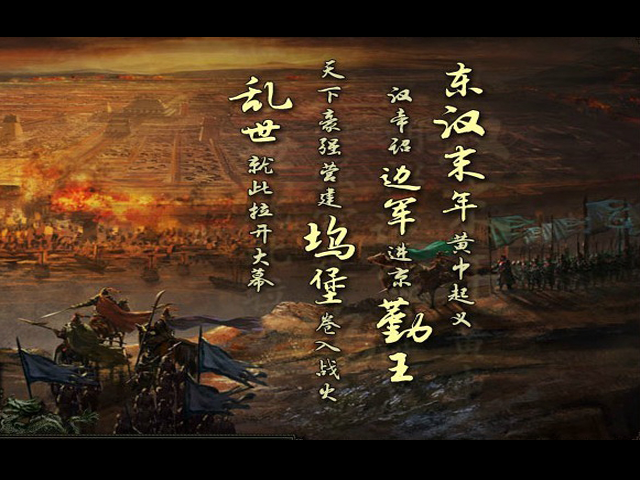 东汉末年黄巾起义
汉帝诏边军进京勤王
天下豪强营建坞堡卷入战火
乱世就此拉开大幕